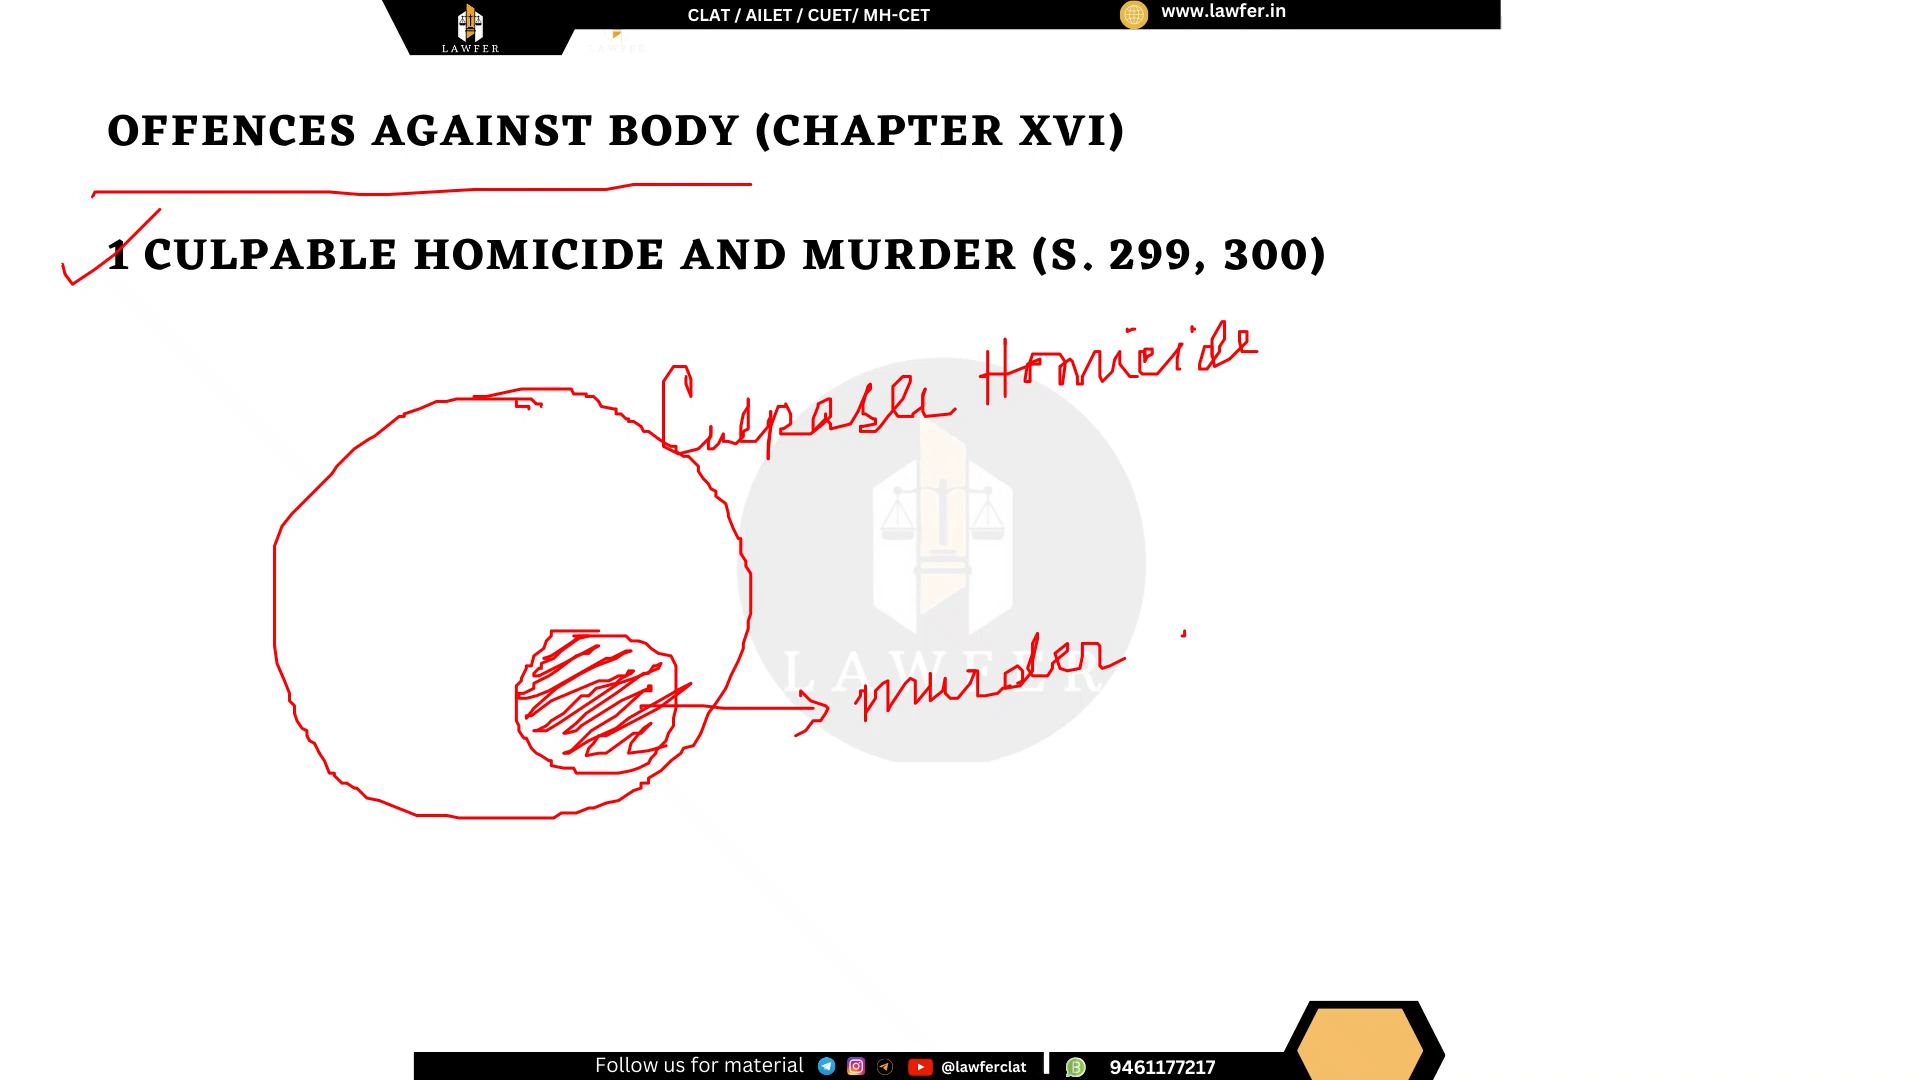 LAWFER
CLAT / AILET / CUET/ MH-CET
www.lawfer.in
OFFENCES AGAINST BODY (CHAPTER XVI)
1 CULPABLE HOMICIDE AND MURDER (S. 299, 300)
Culpable Homicide
murder
LAWFER
Follow us for material @lawferclat 9461177217